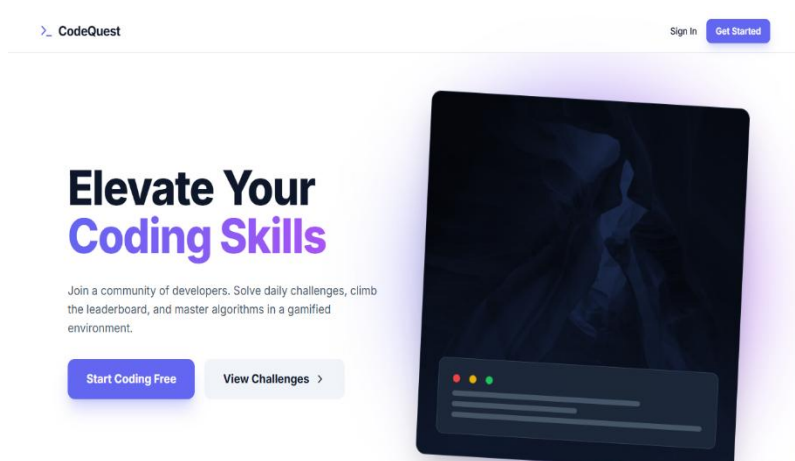 CodeQuest
Sign In
Get Started
Elevate Your
Coding Skills
Join a community of developers. Solve daily challenges, climb
the leaderboard, and master algorithms in a gamified
environment.
Start Coding Free
View Challenges